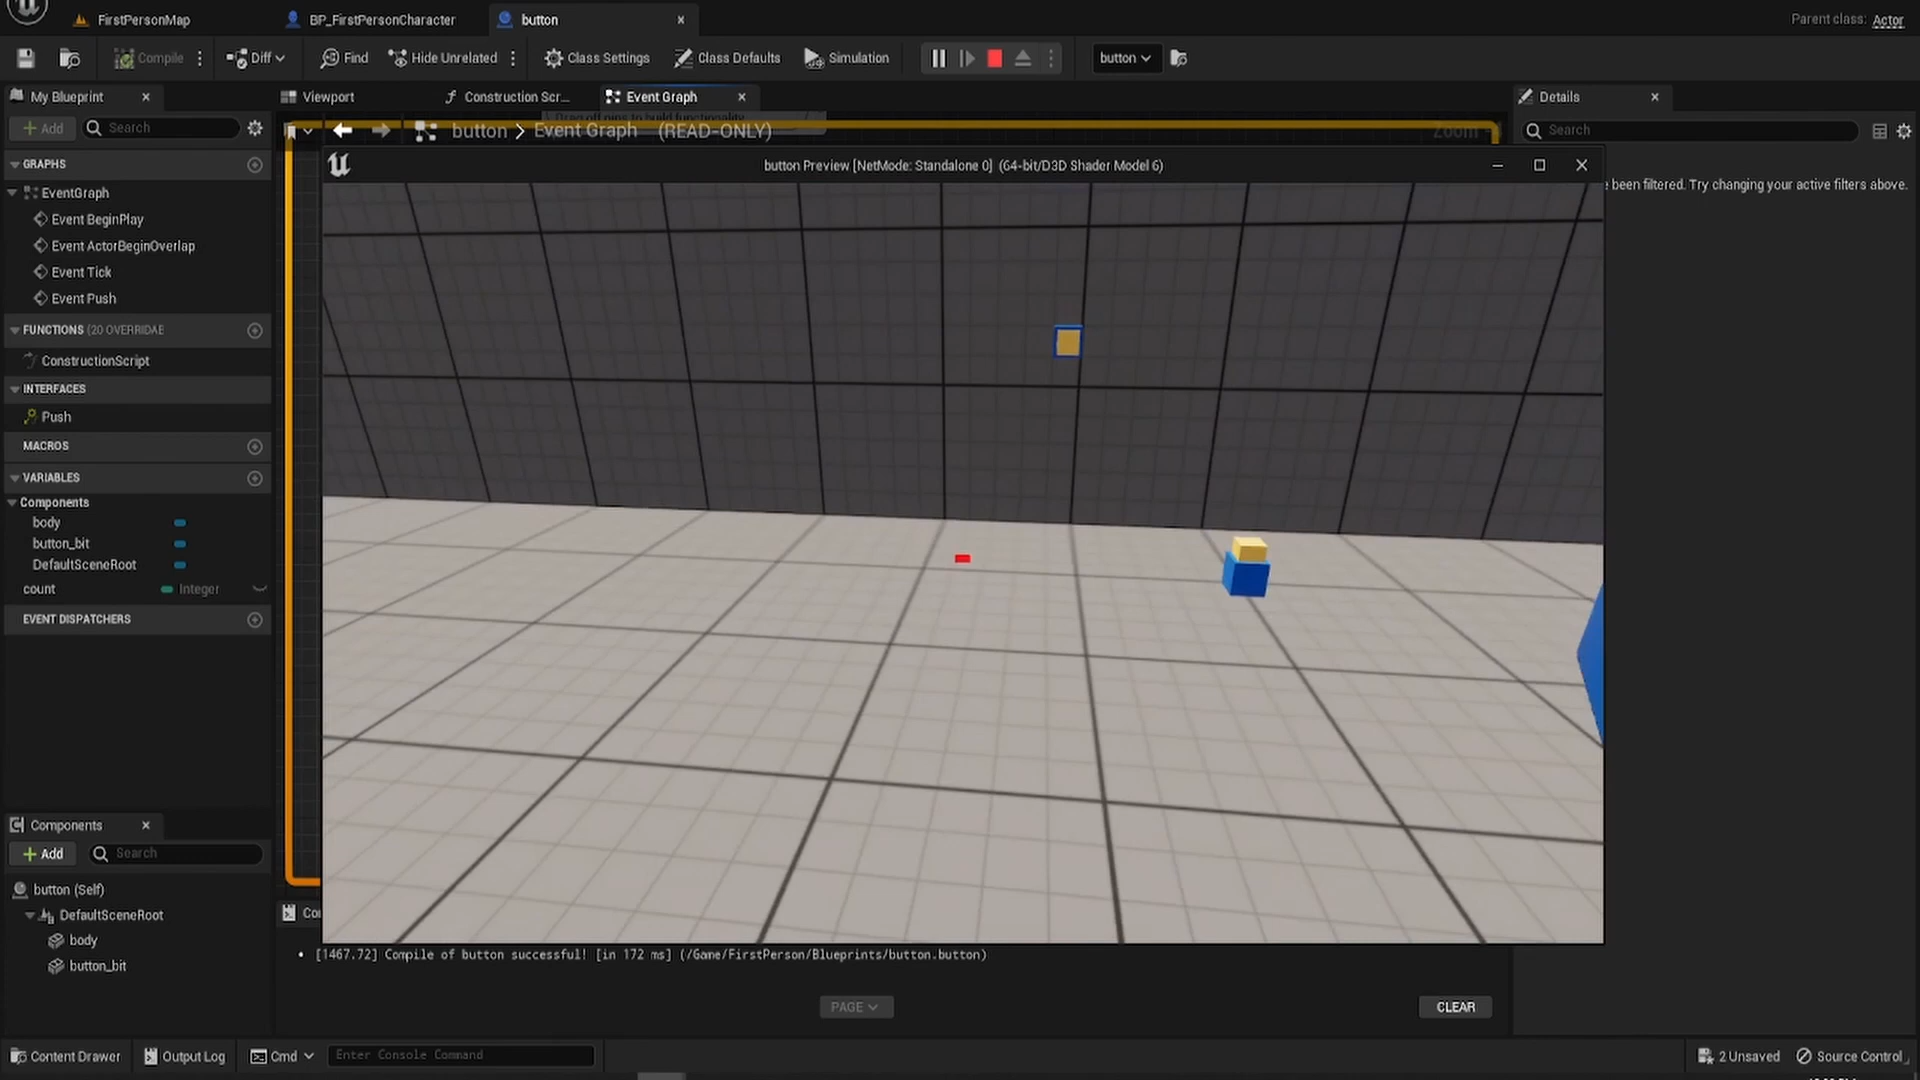 FirstPersonMap
BP_FirstPersonCharacter
button
Parent class: Actor
Compile
Diff
Find
Hide Unrelated
Class Settings
Class Defaults
Simulation
button
My Blueprint
Viewport
Construction Scr...
Event Graph
Details
Add
Search
button > Event Graph (READ-ONLY)
Zoom
Search
GRAPHS
button Preview [NetMode: Standalone 0] (64-bit/D3D Shader Model 6)
been filtered. Try changing your active filters above.
EventGraph
Event BeginPlay
Event ActorBeginOverlap
Event Tick
Event Push
FUNCTIONS (20 OVERRIDAE
ConstructionScript
INTERFACES
Push
MACROS
VARIABLES
Components
body
button_bit
DefaultSceneRoot
count Integer
EVENT DISPATCHERS
Components
Add
Search
button (Self)
DefaultSceneRoot
body
button_bit
Co
• [1467.72] Compile of button successful! [in 172 ms] (/Game/FirstPerson/Blueprints/button.button)
PAGE
CLEAR
Content Drawer
Output Log
Cmd
Enter Console Command
2 Unsaved
Source Control